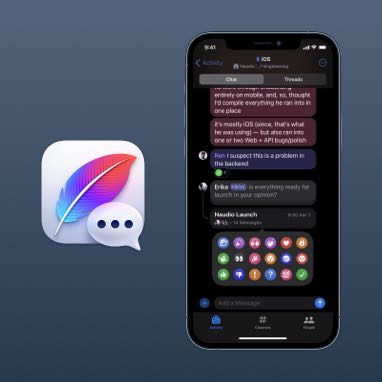 9:41
Activity
iOS
Naudio
Engineering
Chat
Threads
entirely on mobile, and, so, thought
I'd compile everything he ran into in
one place
it's mostly iOS (since, that's what
he was using) — but also ran into
one or two Web + API bugs/polish
Ren I suspect this is a problem in
the backend
Erika Hirm is everything ready for
launch in your opinion?
Naudio Launch
9:00 AM
14 Messages
Add a Message
Activity
Channels
People